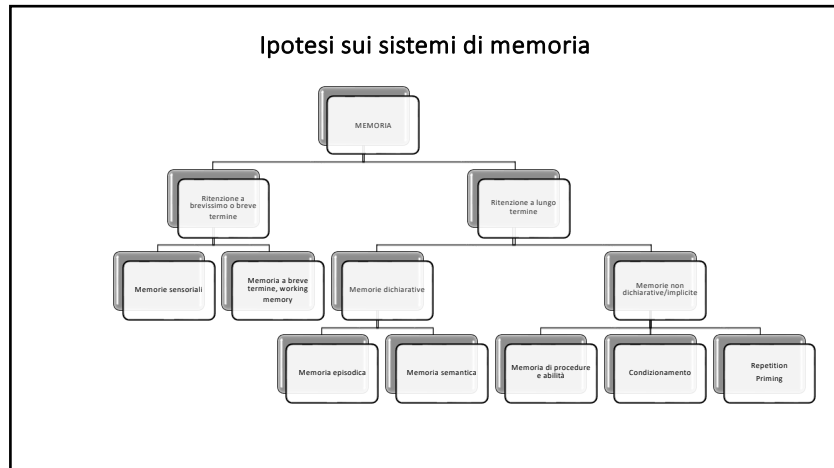 Ipotesi sui sistemi di memoria
MEMORIA
Ritenzione a
brevissimo o breve
termine
Ritenzione a lungo
termine
Memorie sensoriali
Memoria a breve
termine, working
memory
Memorie dichiarative
Memorie non
dichiarative/implicite
Memoria episodica
Memoria semantica
Memoria di procedure
e abilità
Condizionamento
Repetition
Priming